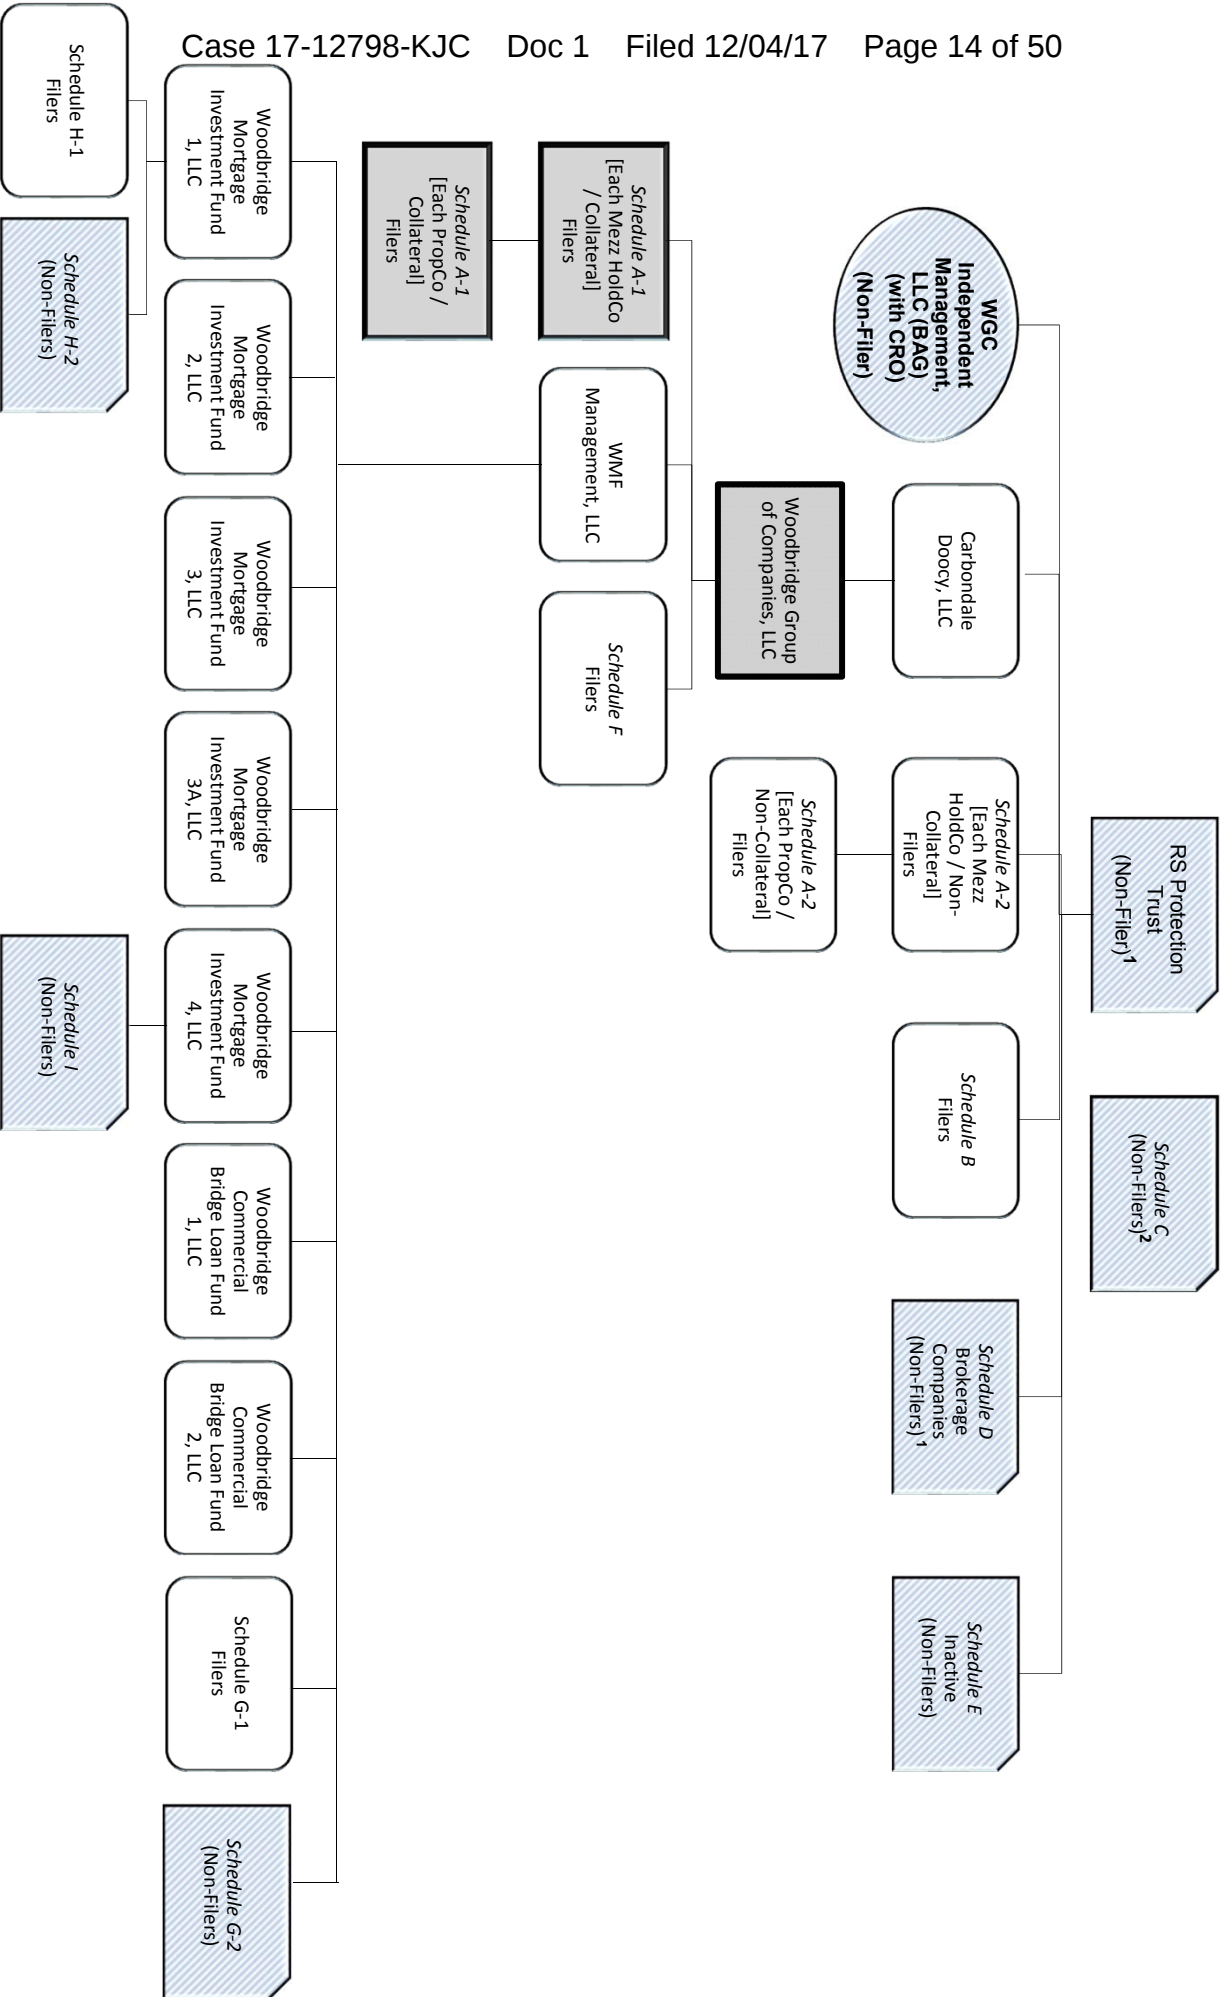 Case 17-12798-KJC Doc 1 Filed 12/04/17 Page 14 of 50
RS Protection
Trust
(Non-Filer)1
Schedule C
(Non-Filers)2
WGC
Independent
Management,
LLC (BAG)
(with CRO)
(Non-Filer)
Carbondale
Doocy, LLC
Schedule A-2
[Each Mezz
HoldCo / Non-
Collateral]
Filers
Schedule B
Filers
Schedule D
Brokerage
Companies
(Non-Filers) 1
Schedule E
Inactive
(Non-Filers)
Woodbridge Group
of Companies, LLC
Schedule A-2
[Each PropCo /
Non-Collateral]
Filers
Schedule A-1
[Each Mezz HoldCo
/ Collateral]
Filers
WMF
Management, LLC
Schedule F
Filers
Schedule A-1
[Each PropCo /
Collateral]
Filers
Woodbridge
Mortgage
Investment Fund
1, LLC
Woodbridge
Mortgage
Investment Fund
2, LLC
Woodbridge
Mortgage
Investment Fund
3, LLC
Woodbridge
Mortgage
Investment Fund
3A, LLC
Woodbridge
Mortgage
Investment Fund
4, LLC
Woodbridge
Commercial
Bridge Loan Fund
1, LLC
Woodbridge
Commercial
Bridge Loan Fund
2, LLC
Schedule G-1
Filers
Schedule G-2
(Non-Filers)
Schedule H-1
Filers
Schedule H-2
(Non-Filers)
Schedule I
(Non-Filers)